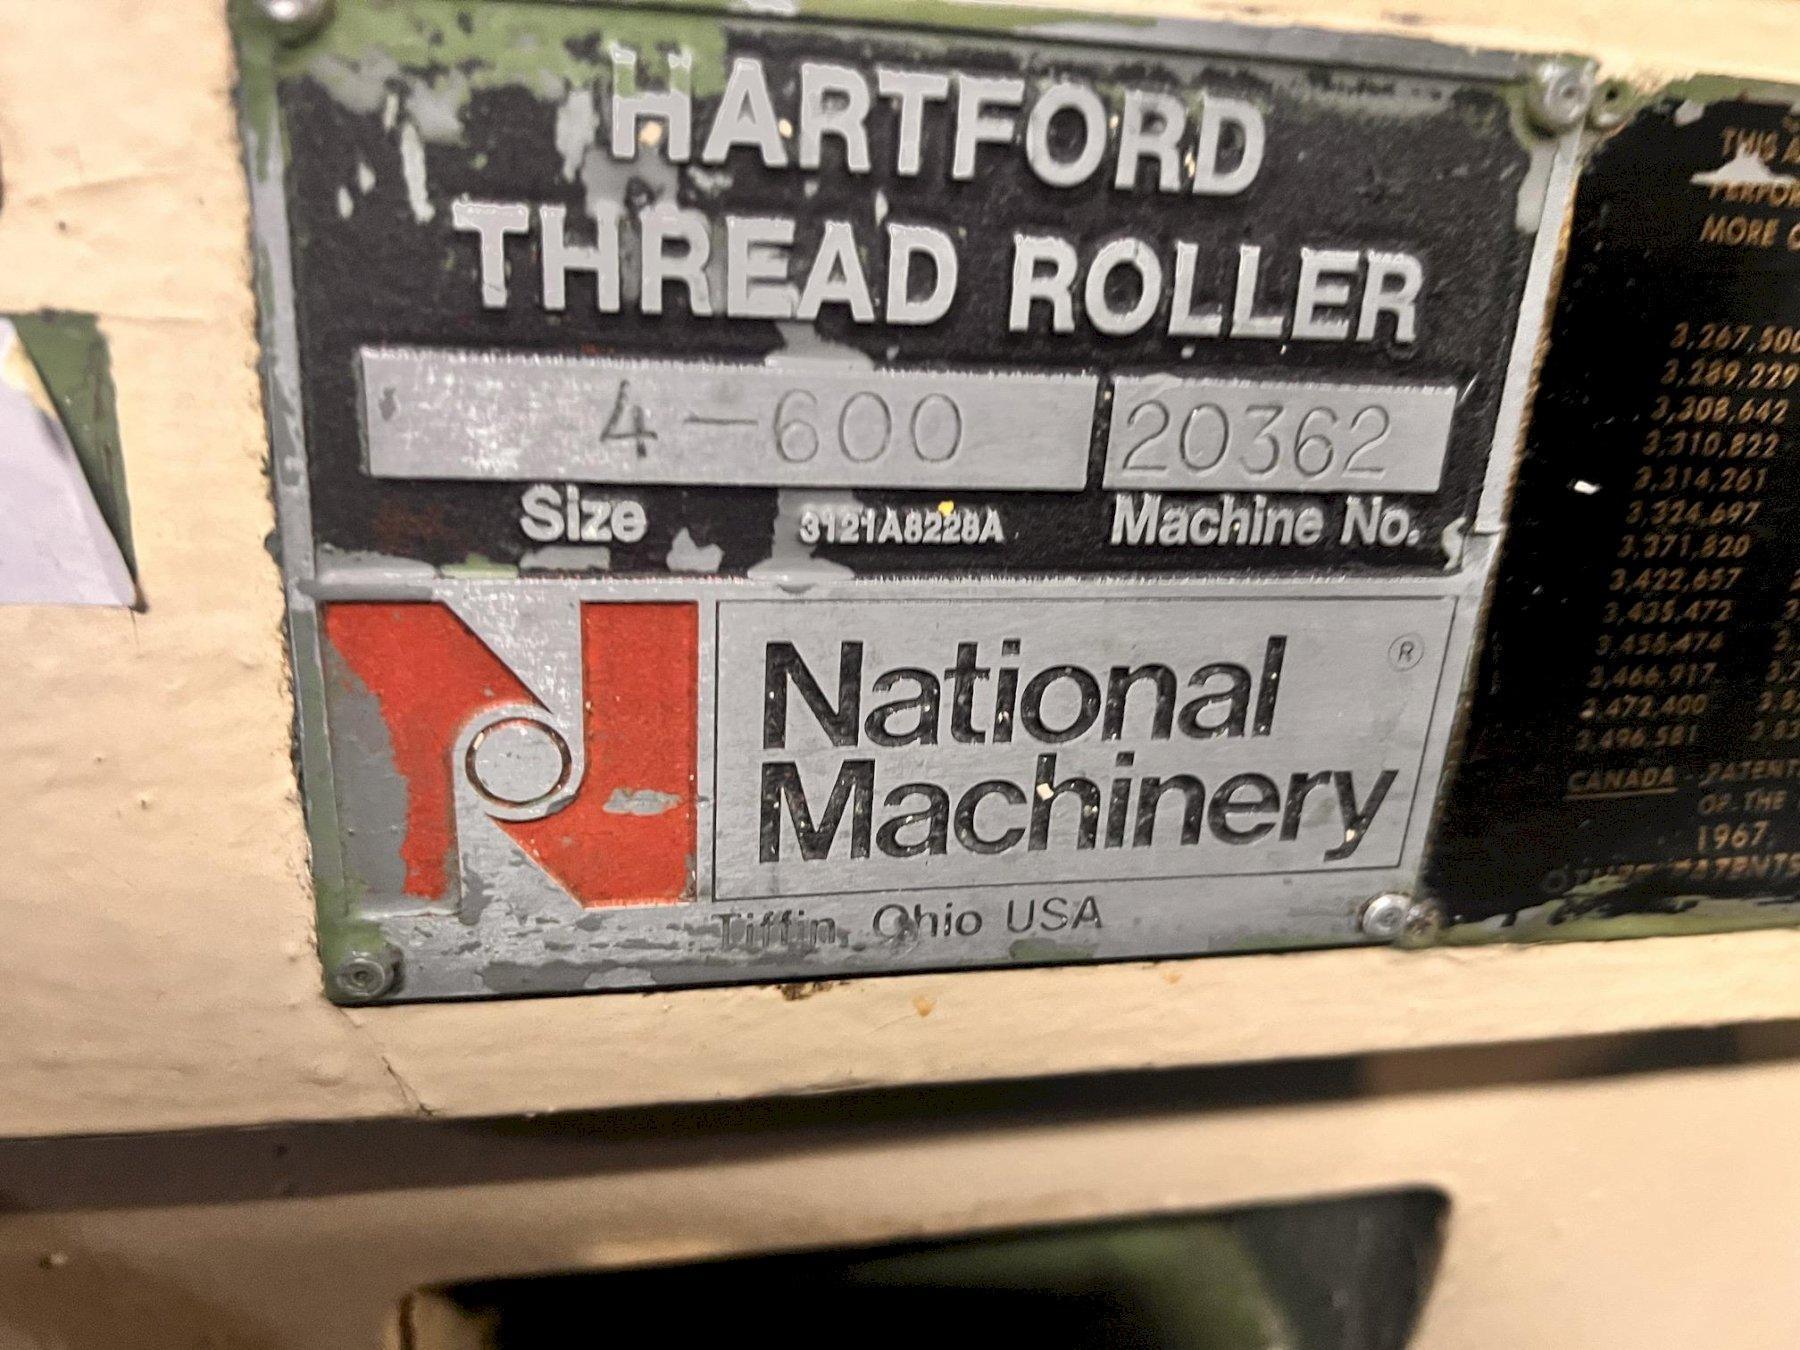 HARTFORD
THREAD ROLLER
4-600
20362
Size
3121A8228A
Machine No.
National
Machinery
®
Tiffin, Ohio USA
THIS
MORE
3,267,500
3,289,229
3,308,642
3,310,822
3,314,261
3,324,697
3,371,820
3,422,657
3,435,472
3,456,474
3,466,917
3,472,400
3,496,581
CANADA - PATENT
OF THE
1967.